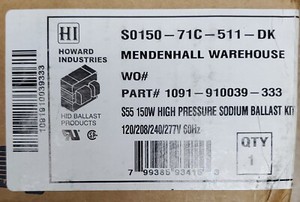 HI
HOWARD
INDUSTRIES
HID BALLAST
PRODUCTS
1091910039333
S0150-71C-511-DK
MENDENHALL WAREHOUSE
WO#
PART# 1091-910039-333
S55 150W HIGH PRESSURE SODIUM BALLAST KIT
120/208/240/277V 60Hz
QTY
1